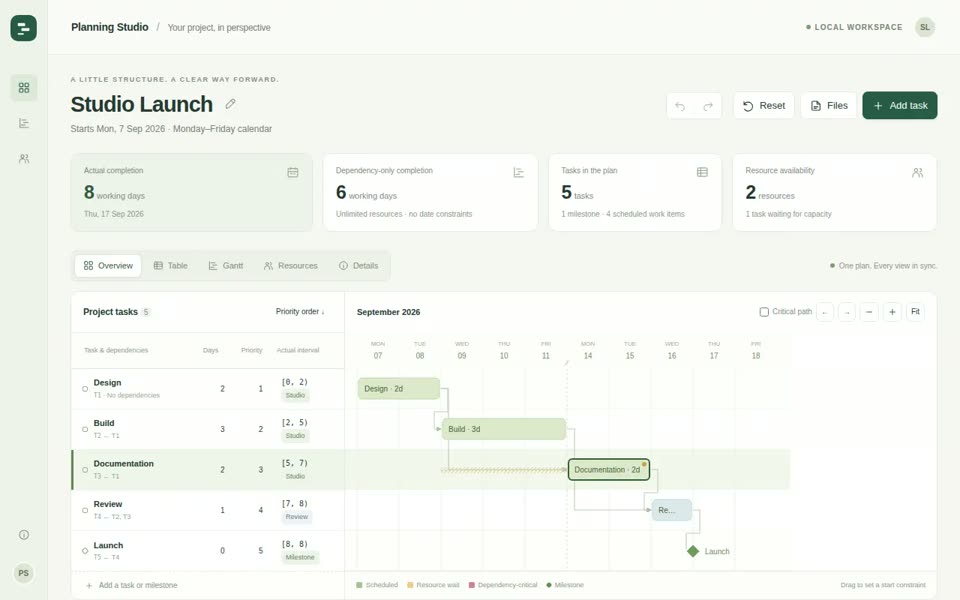 Planning Studio / Your project, in perspective
LOCAL WORKSPACE SL
A LITTLE STRUCTURE. A CLEAR WAY FORWARD.
Studio Launch
Starts Mon, 7 Sep 2026 · Monday–Friday calendar
Reset Files + Add task
Actual completion
8 working days
Thu, 17 Sep 2026
Dependency-only completion
6 working days
Unlimited resources · no date constraints
Tasks in the plan
5 tasks
1 milestone · 4 scheduled work items
Resource availability
2 resources
1 task waiting for capacity
Overview Table Gantt Resources Details
One plan. Every view in sync.
Project tasks 5 Priority order ↓
September 2026
Critical path ← → − + Fit
Task & dependencies Days Priority Actual interval
MON TUE WED THU FRI MON TUE WED THU FRI
07 08 09 10 11 14 15 16 17 18
Design 2 1 [0, 2)
T1 · No dependencies Studio
Design · 2d
Build 3 2 [2, 5)
T2 ← T1 Studio
Build · 3d
Documentation 2 3 [5, 7)
T3 ← T1 Studio
Documentation · 2d
Review 1 4 [7, 8)
T4 ← T2, T3 Review
Re…
Launch 0 5 [8, 8)
T5 ← T4 Milestone
Launch
+ Add a task or milestone
Scheduled Resource wait Dependency-critical Milestone
Drag to set a start constraint
PS